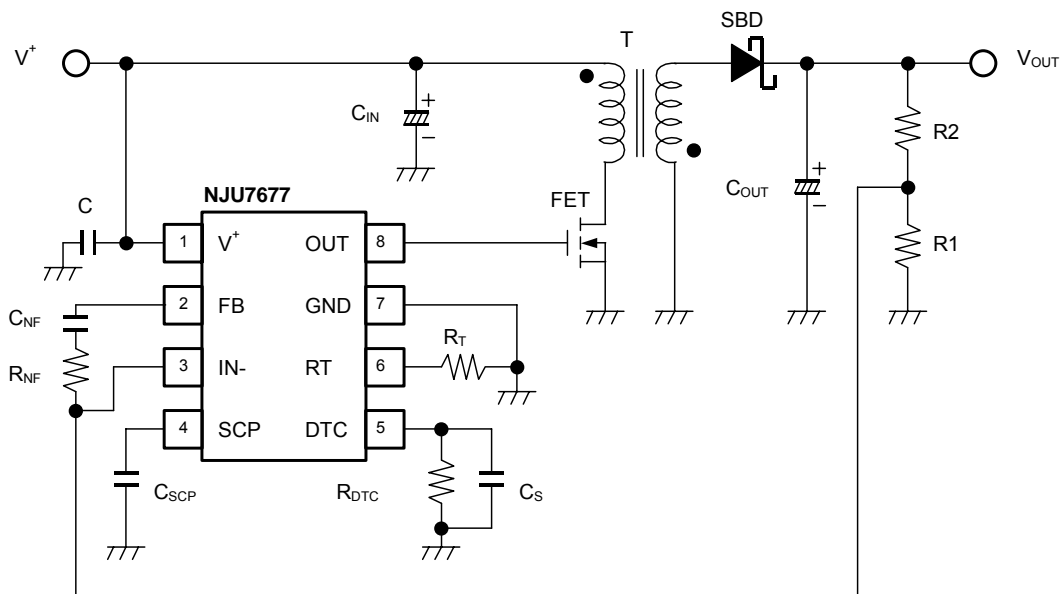 SBD
V+
T
VOUT
CIN
+
−
R2
NJU7677
FET
COUT
+
−
C
1
V+
OUT
8
R1
CNF
2
FB
GND
7
RNF
3
IN-
RT
6
RT
4
SCP
DTC
5
CSCP
RDTC
CS